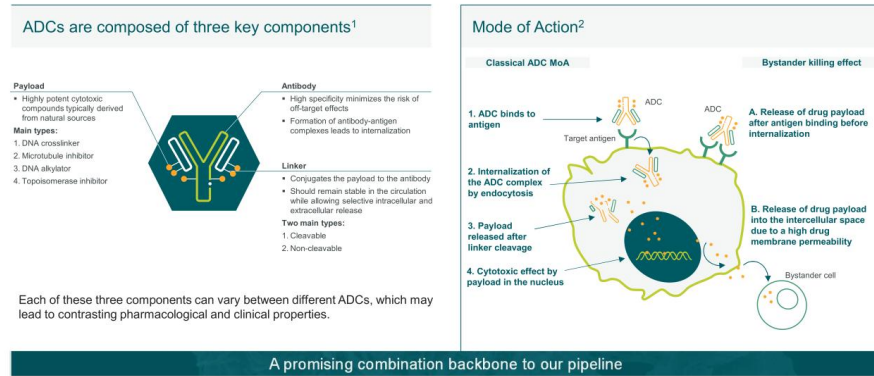 ADCs are composed of three key components1
Payload
▪ Highly potent cytotoxic
compounds typically derived
from natural sources
Main types:
1. DNA crosslinker
2. Microtubule inhibitor
3. DNA alkylator
4. Topoisomerase inhibitor
Antibody
▪ High specificity minimizes the risk of
off-target effects
▪ Formation of antibody-antigen
complexes leads to internalization
Linker
▪ Conjugates the payload to the antibody
▪ Should remain stable in the circulation
while allowing selective intracellular and
extracellular release
Two main types:
1. Cleavable
2. Non-cleavable
Each of these three components can vary between different ADCs, which may
lead to contrasting pharmacological and clinical properties.
Mode of Action2
Classical ADC MoA
Bystander killing effect
1. ADC binds to
antigen
ADC
Target antigen
ADC
A. Release of drug payload
after antigen binding before
internalization
2. Internalization of
the ADC complex
by endocytosis
3. Payload
released after
linker cleavage
4. Cytotoxic effect by
payload in the nucleus
B. Release of drug payload
into the intercellular space
due to a high drug
membrane permeability
Bystander cell
A promising combination backbone to our pipeline